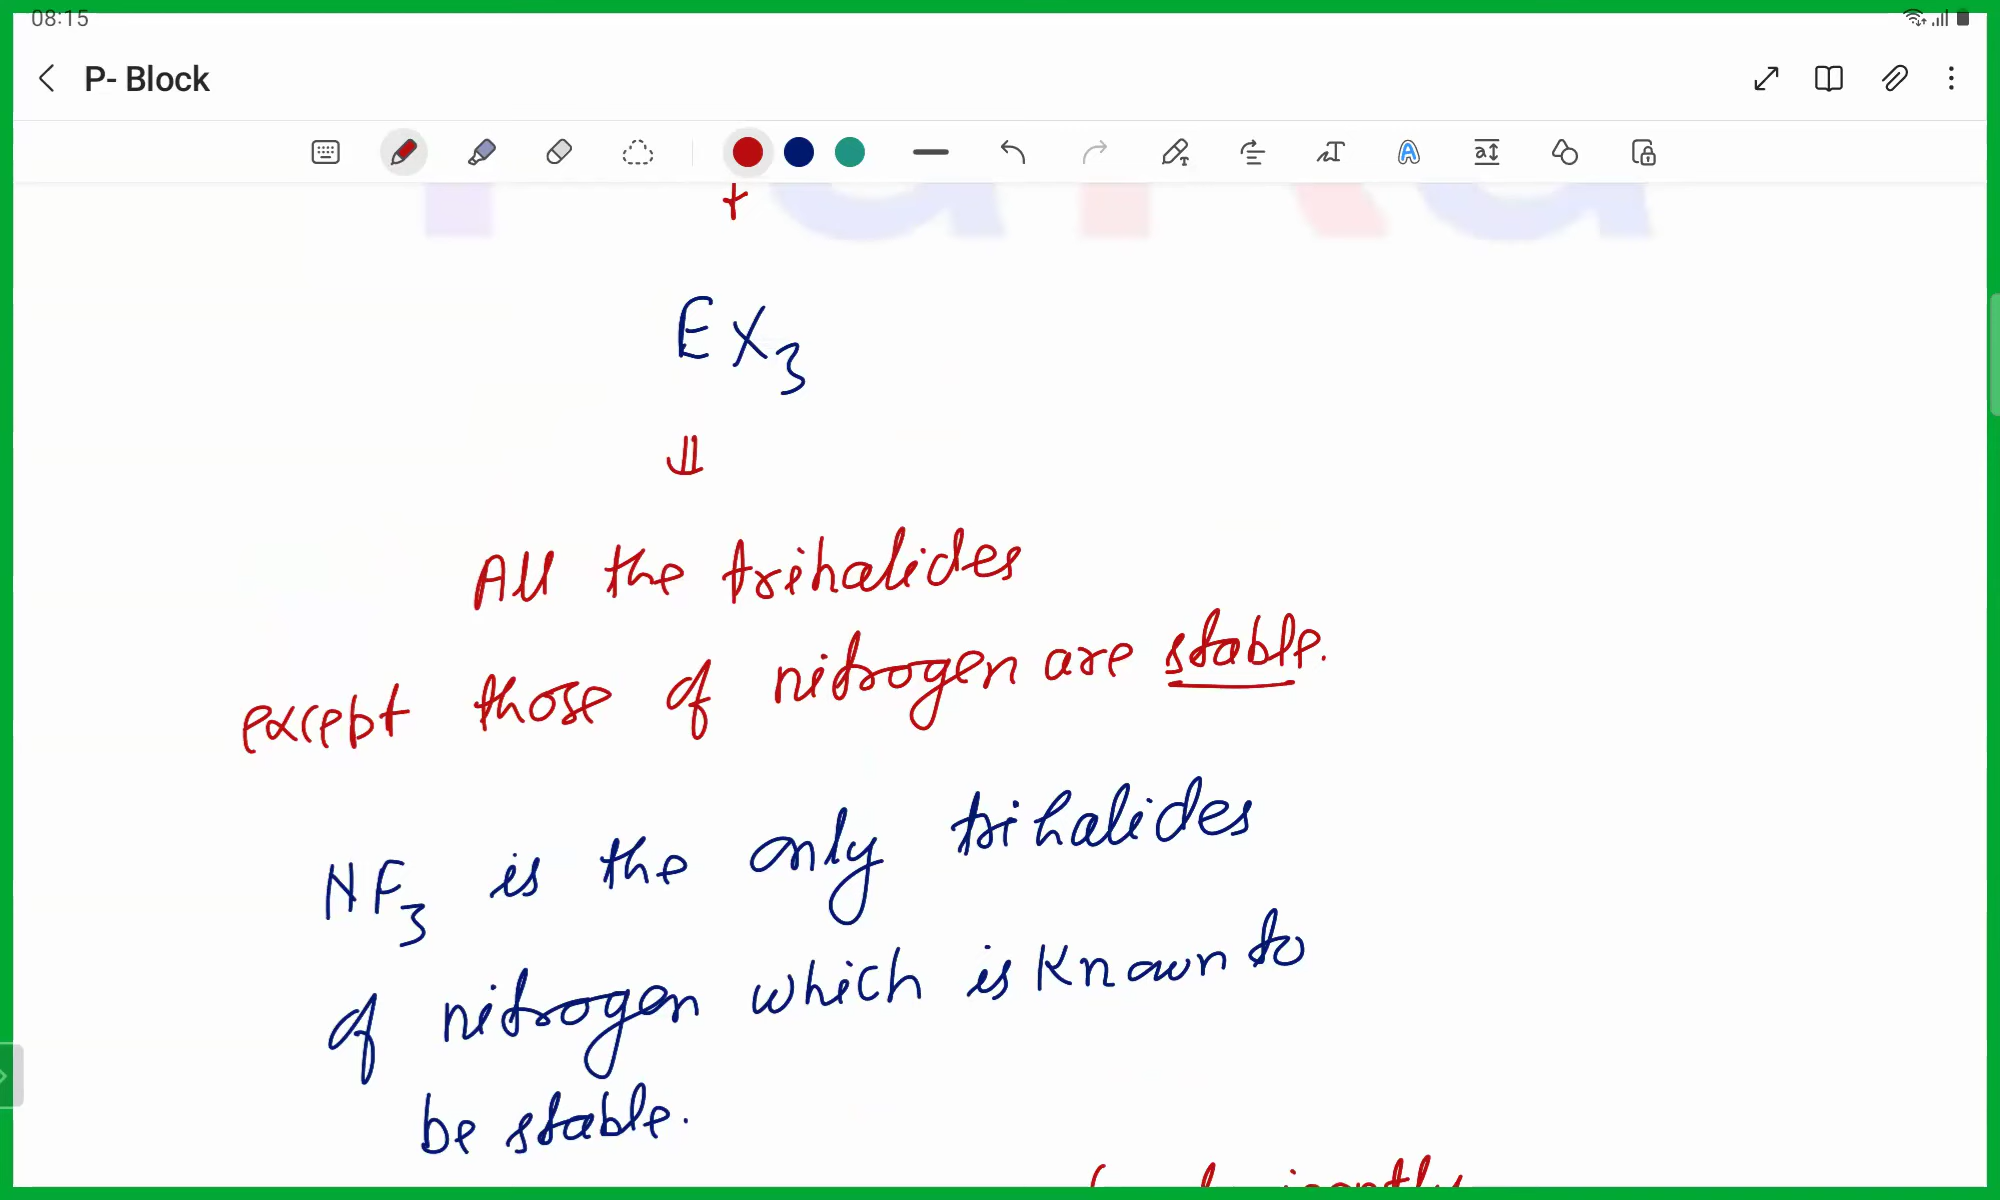 08:15
P- Block
+
EX3
⇓
All the trihalides
except those of nitrogen are stable.
NF3 is the only trihalides
of nitrogen which is known to
be stable.